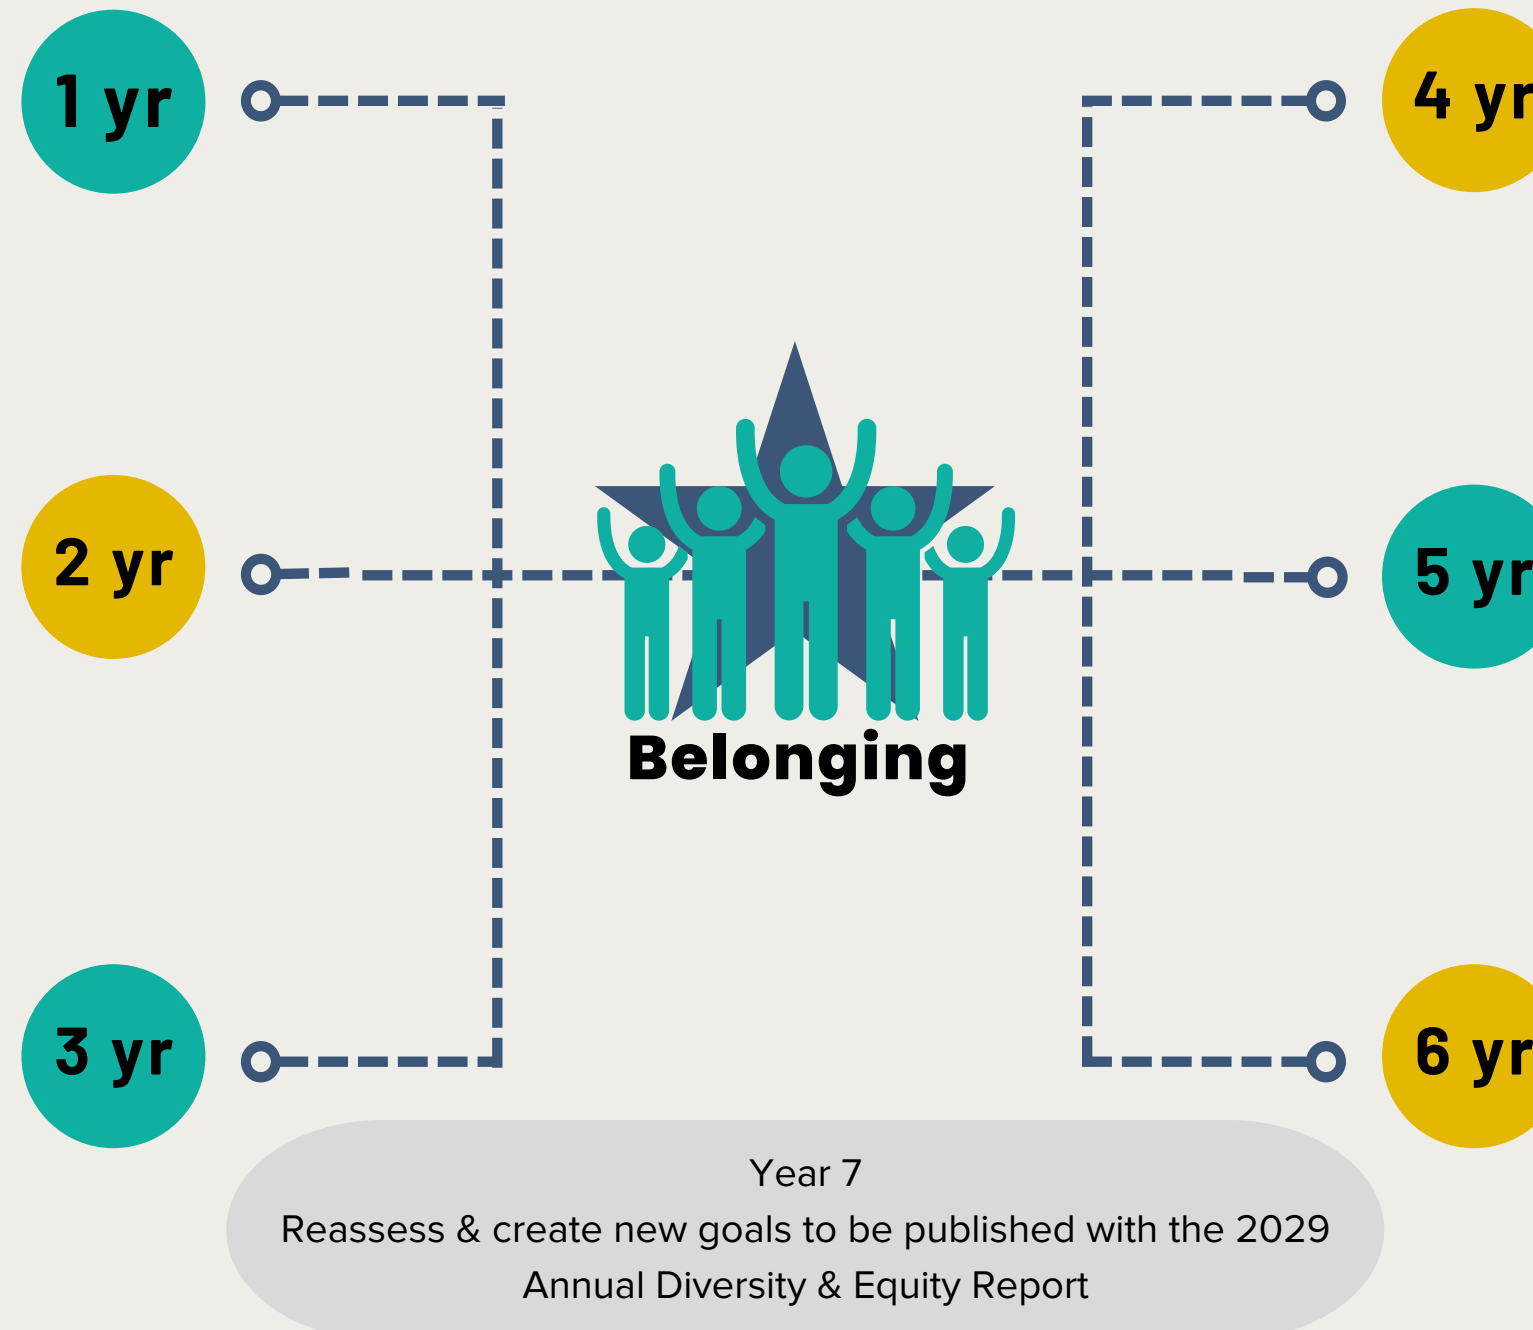 1 yr
4 yr
2 yr
5 yr
Belonging
3 yr
6 yr
Year 7
Reassess & create new goals to be published with the 2029
Annual Diversity & Equity Report